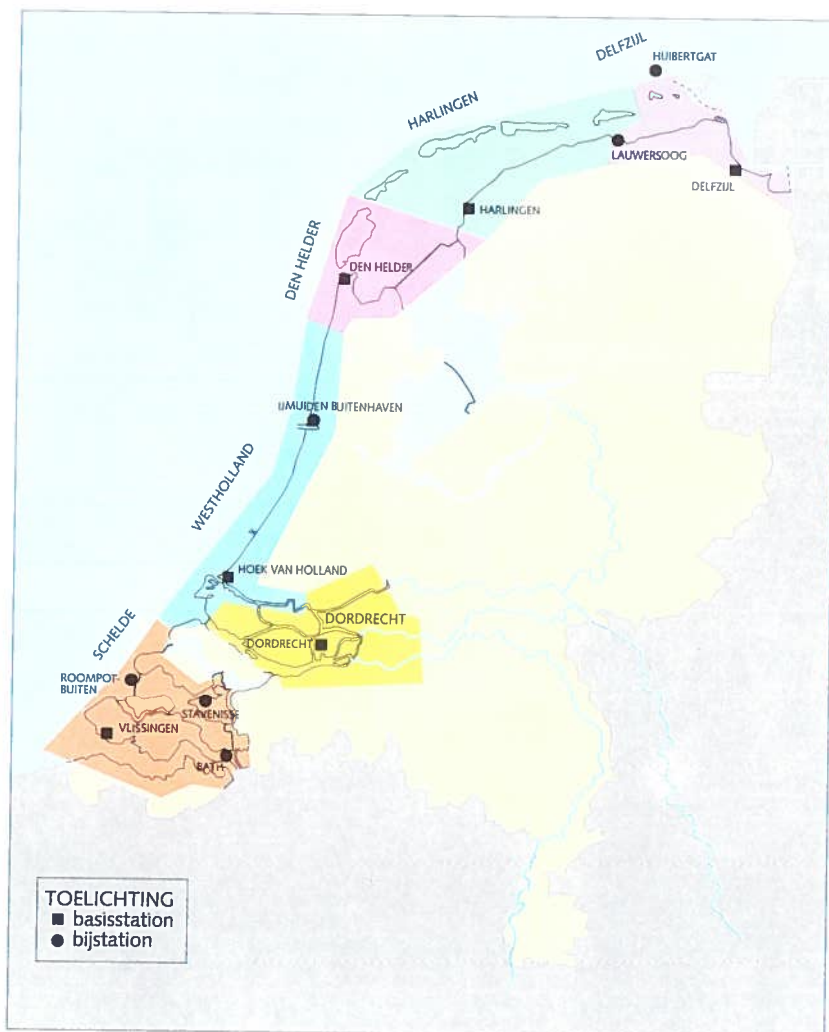 DELFZIJL
HUIBERTGAT
HARLINGEN
LAUWERSOOG
DELFZIJL
HARLINGEN
DEN HELDER
DEN HELDER
IJMUIDEN BUITENHAVEN
WESTHOLLAND
HOEK VAN HOLLAND
DORDRECHT
DORDRECHT
SCHELDE
ROOMPOT-
BUITEN
STAVENISSE
VLISSINGEN
BATH
TOELICHTING
basisstation
bijstation